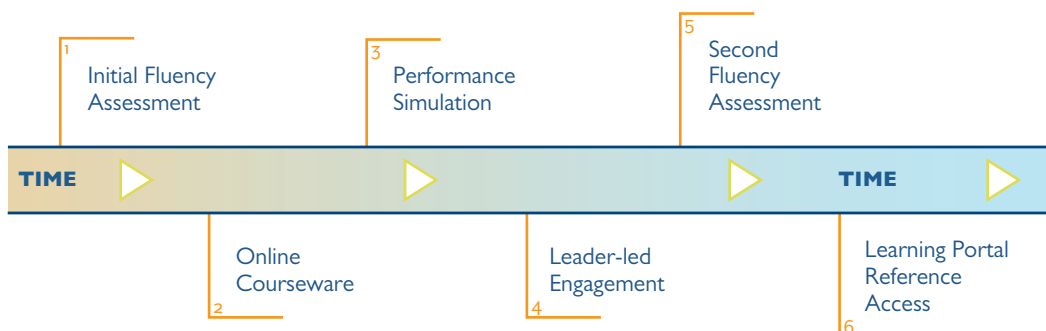 1
Initial Fluency
Assessment
3
Performance
Simulation
5
Second
Fluency
Assessment
TIME
TIME
2
Online
Courseware
4
Leader-led
Engagement
6
Learning Portal
Reference
Access